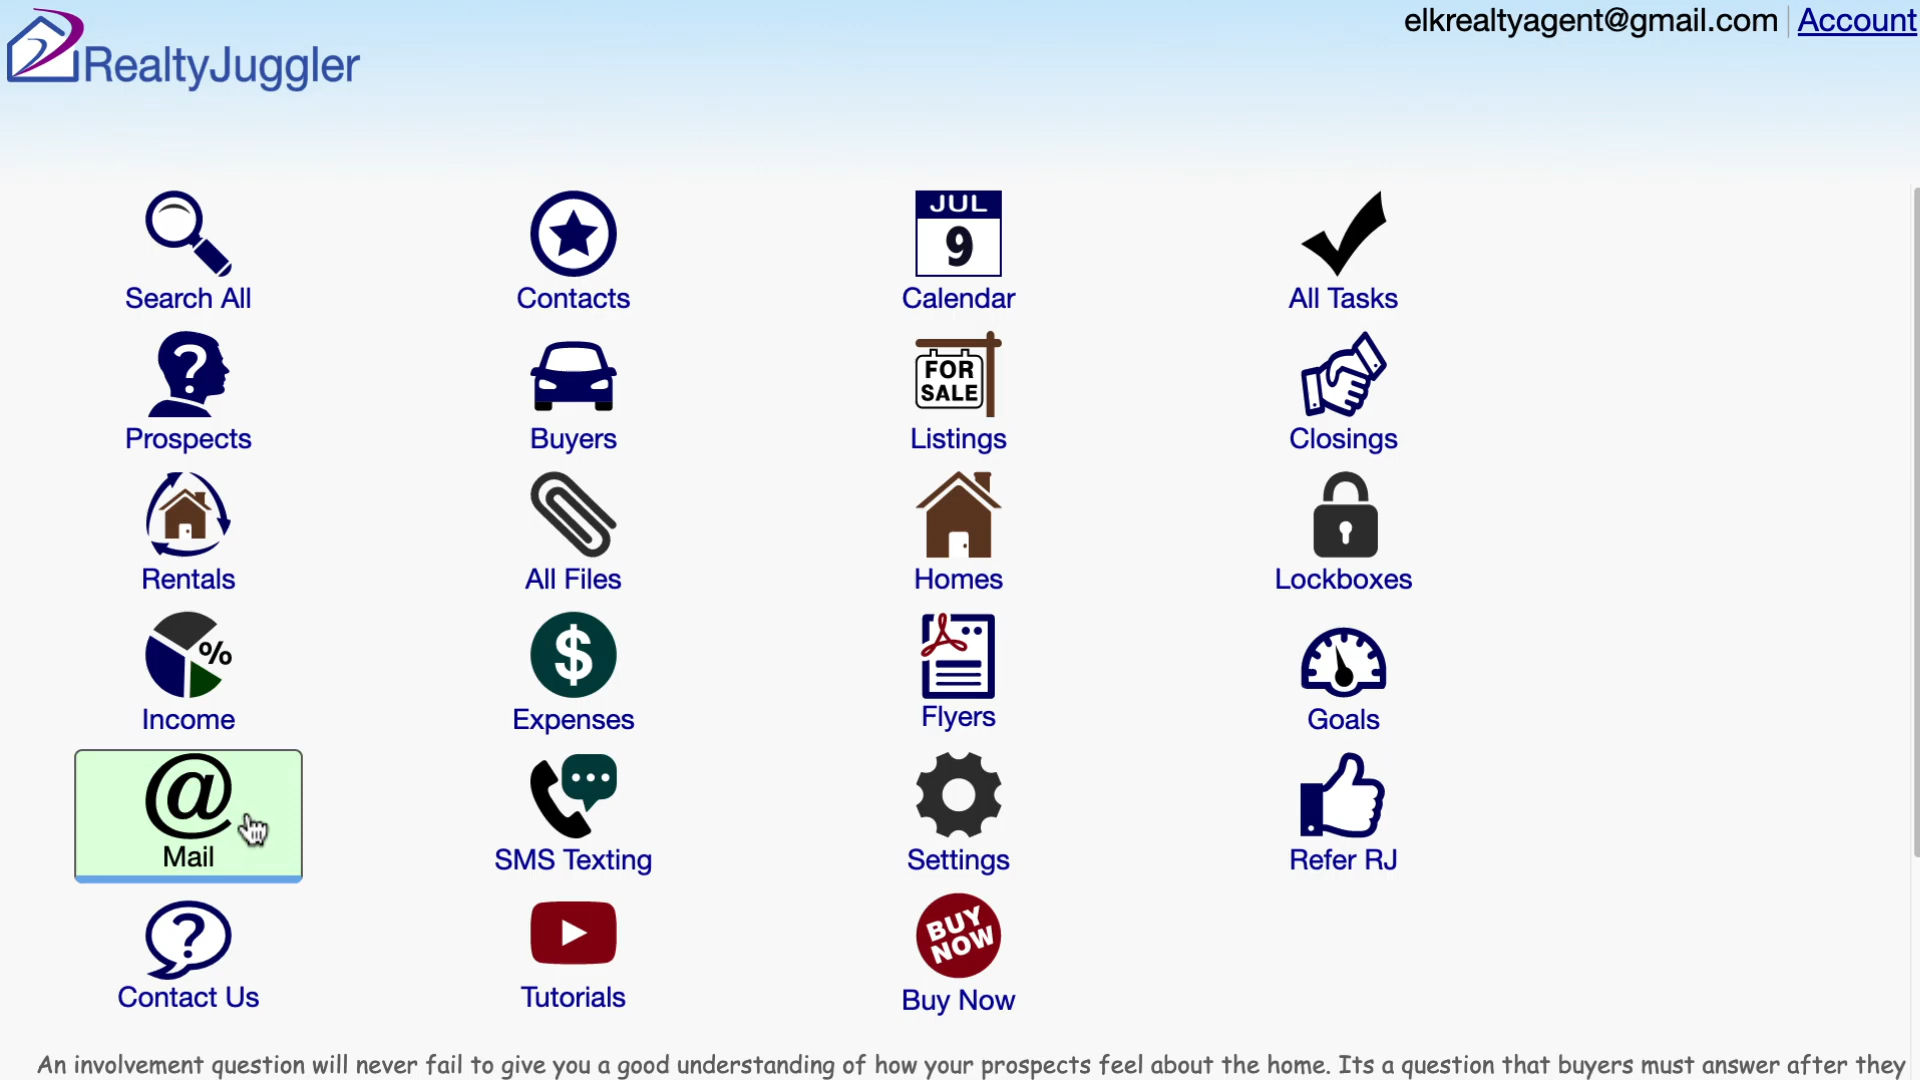 elkrealtyagent@gmail.com Account
RealtyJuggler
JUL
9
Search All Contacts Calendar All Tasks
?
FOR
SALE
Prospects Buyers Listings Closings
Rentals All Files Homes Lockboxes
%
$
Income Expenses Flyers Goals
@
Mail SMS Texting Settings Refer RJ
?
BUY
NOW
Contact Us Tutorials Buy Now
An involvement question will never fail to give you a good understanding of how your prospects feel about the home. Its a question that buyers must answer after they